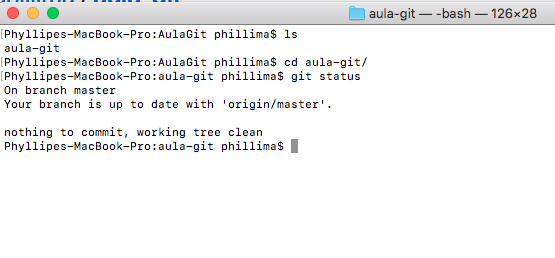 aula-git — -bash — 126×28
[Phyllipes-MacBook-Pro:AulaGit phillima$ ls
aula-git
[Phyllipes-MacBook-Pro:AulaGit phillima$ cd aula-git/
[Phyllipes-MacBook-Pro:aula-git phillima$ git status
On branch master
Your branch is up to date with 'origin/master'.
nothing to commit, working tree clean
Phyllipes-MacBook-Pro:aula-git phillima$